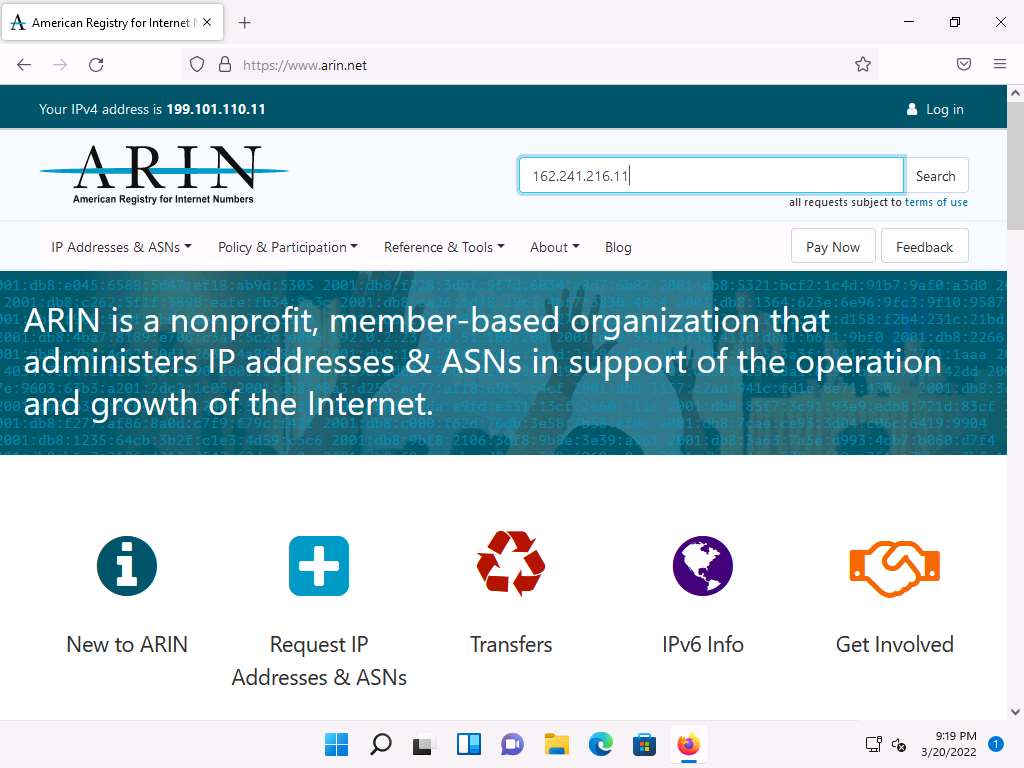 American Registry for Internet
https://www.arin.net
Your IPv4 address is 199.101.110.11
Log in
ARIN
American Registry for Internet Numbers
162.241.216.11
Search
all requests subject to terms of use
IP Addresses & ASNs
Policy & Participation
Reference & Tools
About
Blog
Pay Now
Feedback
ARIN is a nonprofit, member-based organization that
administers IP addresses & ASNs in support of the operation
and growth of the Internet.
New to ARIN
Request IP
Addresses & ASNs
Transfers
IPv6 Info
Get Involved
9:19 PM
3/20/2022
1